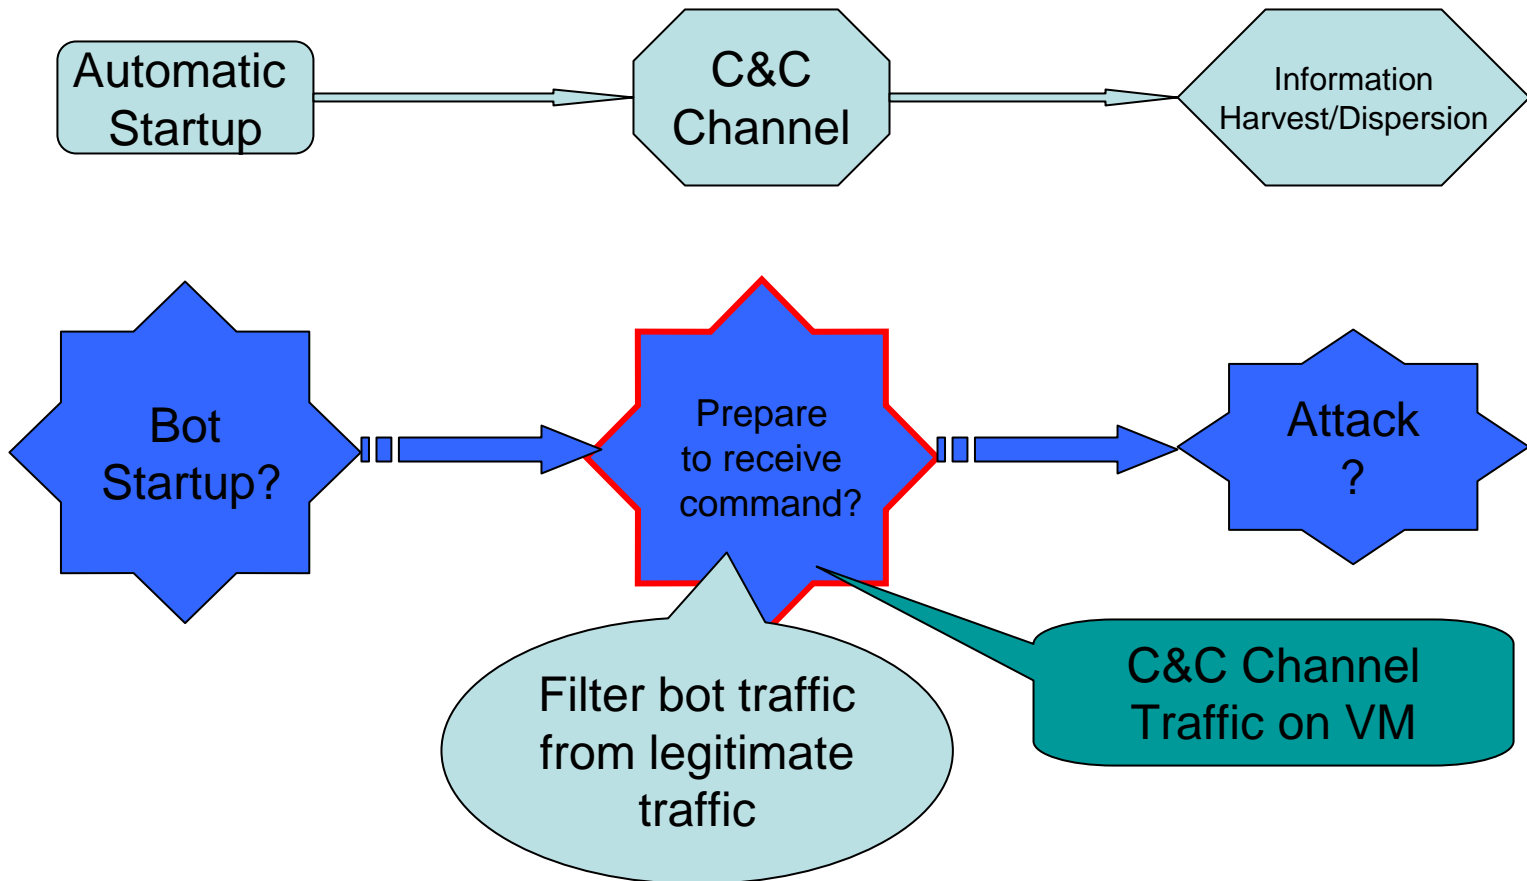 Automatic
Startup
C&C
Channel
Information
Harvest/Dispersion
Bot
Startup?
Prepare
to receive
command?
Attack
?
Filter bot traffic
from legitimate
traffic
C&C Channel
Traffic on VM